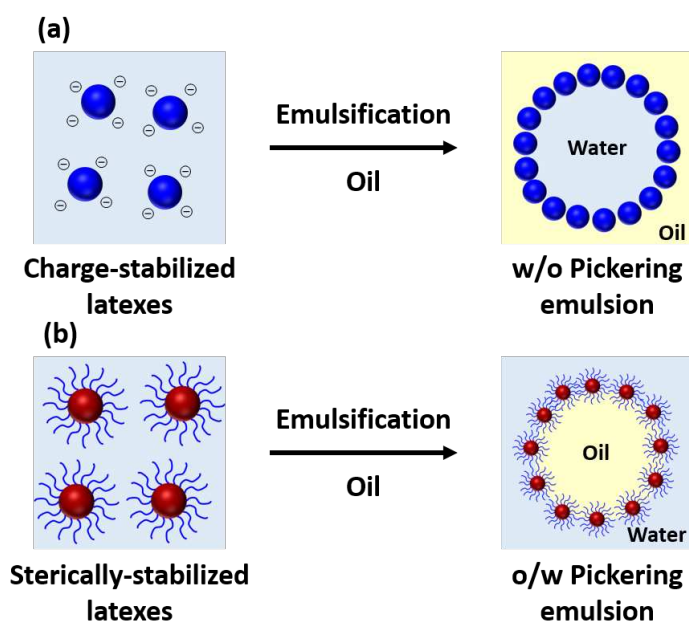 (a)
Emulsification
Oil
Water
Oil
Charge-stabilized
latexes
w/o Pickering
emulsion
(b)
Emulsification
Oil
Oil
Water
Sterically-stabilized
latexes
o/w Pickering
emulsion